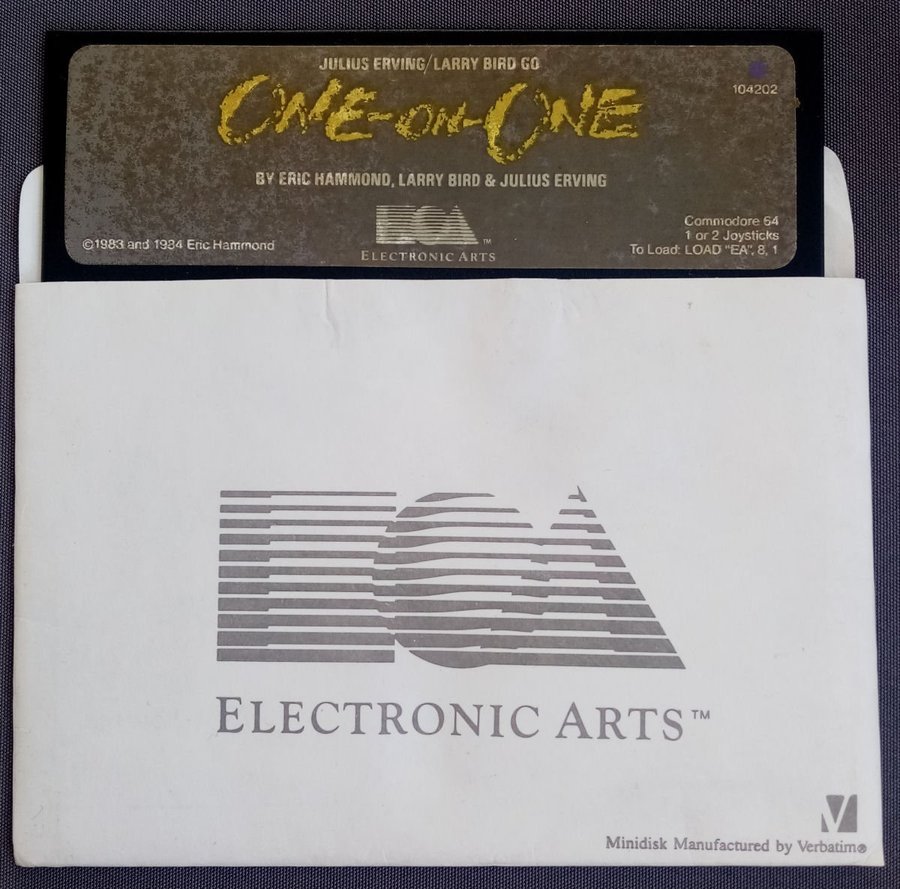 JULIUS ERVING/LARRY BIRD GO
ONE-ON-ONE
104202
BY ERIC HAMMOND, LARRY BIRD & JULIUS ERVING
©1983 and 1984 Eric Hammond
EOA™
ELECTRONIC ARTS
Commodore 64
1 or 2 Joysticks
To Load: LOAD "EA", 8, 1
EOA
ELECTRONIC ARTS™
V
Minidisk Manufactured by Verbatim®